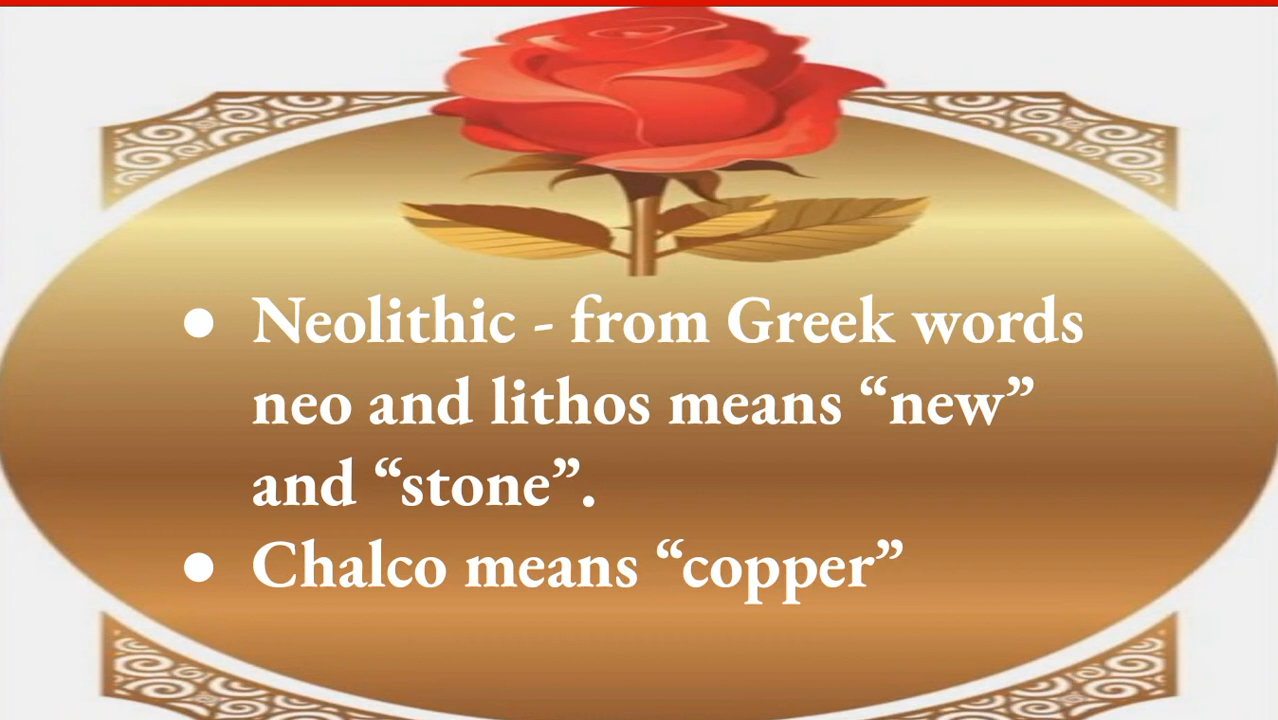 ● Neolithic - from Greek words
neo and lithos means “new”
and “stone”.
● Chalco means “copper”